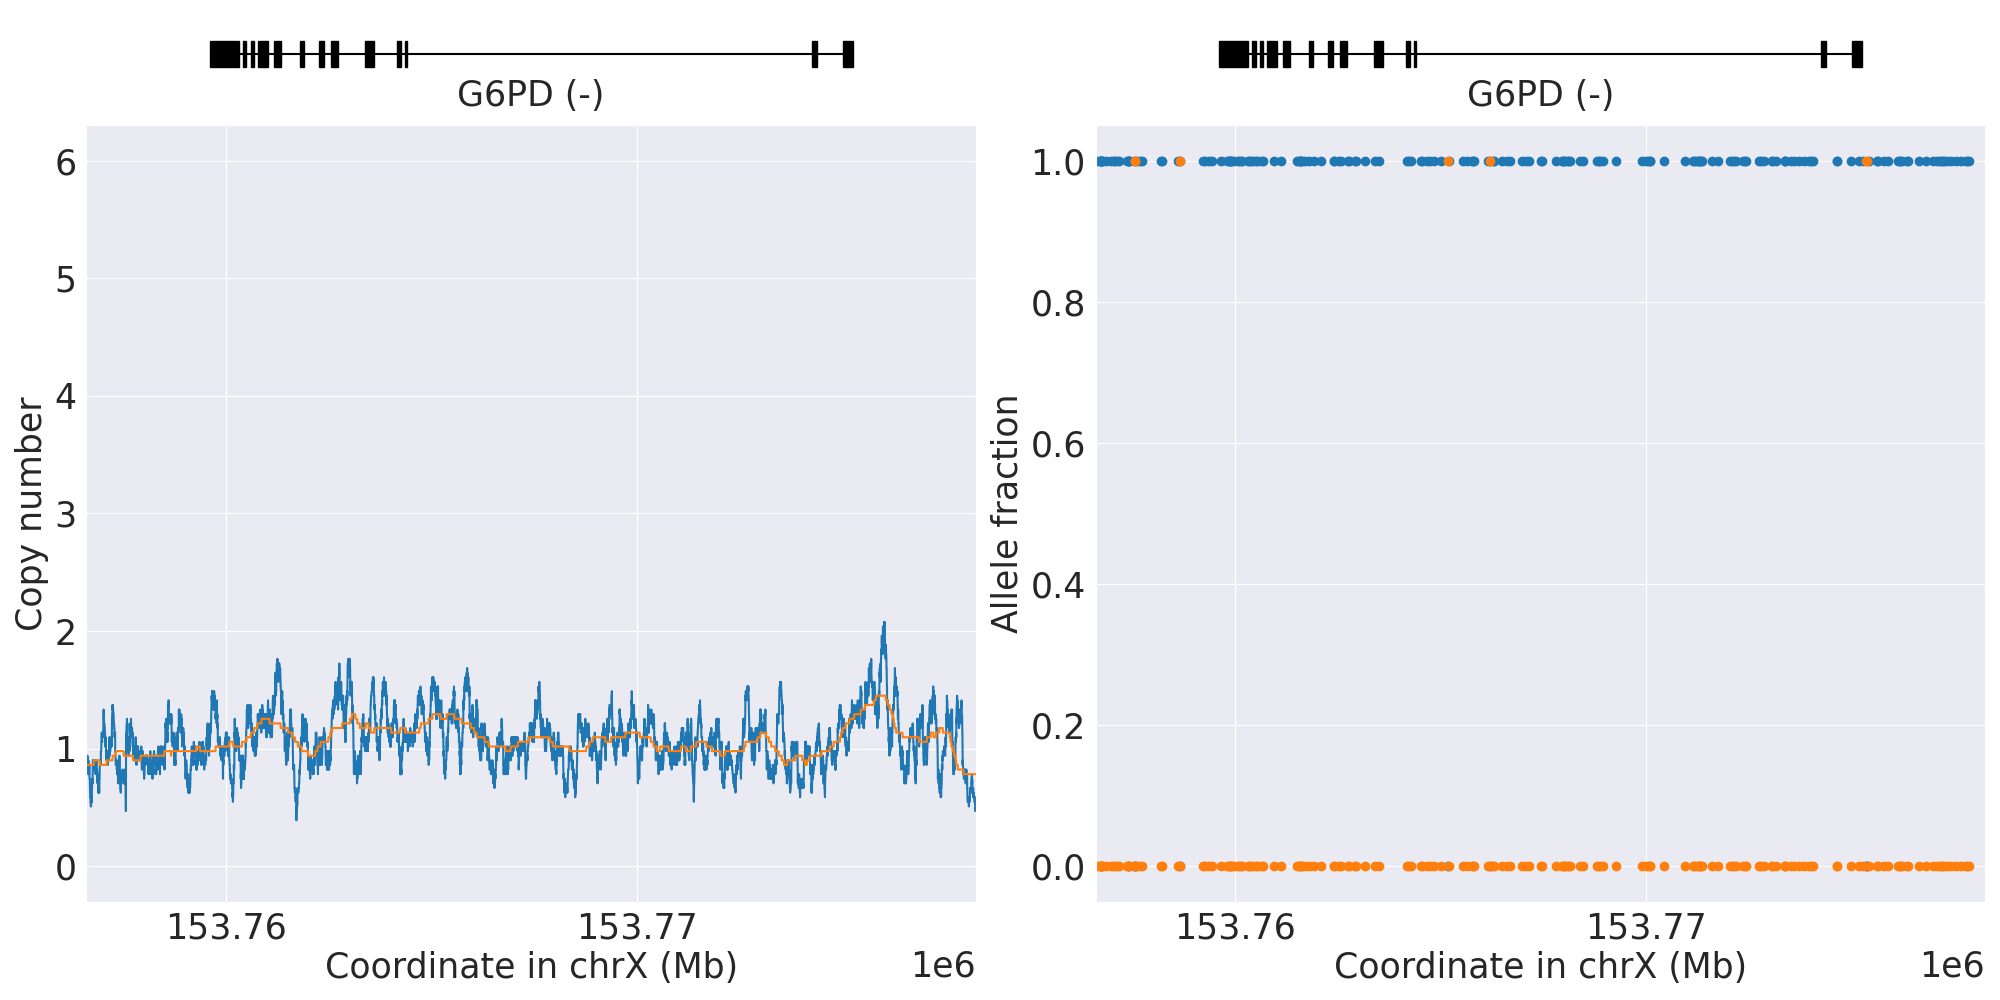 G6PD (-)
6
5
4
3
2
1
0
Copy number
153.76
153.77
Coordinate in chrX (Mb)
1e6
G6PD (-)
1.0
0.8
0.6
0.4
0.2
0.0
Allele fraction
153.76
153.77
Coordinate in chrX (Mb)
1e6